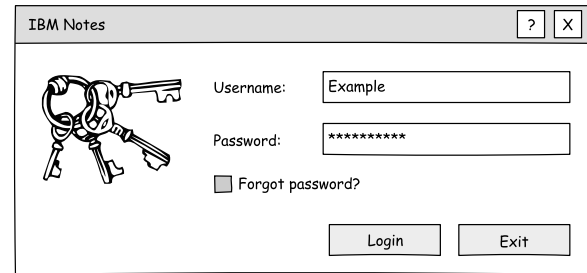 IBM Notes ? X
Username: Example
Password: **********
Forgot password?
Login Exit